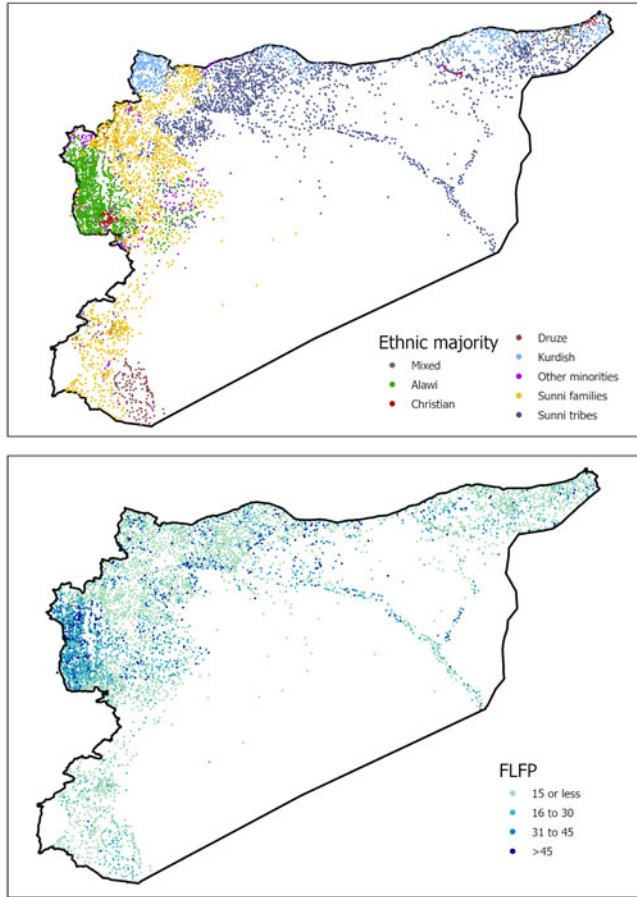 Ethnic majority
Mixed
Alawi
Christian
Druze
Kurdish
Other minorities
Sunni families
Sunni tribes
FLFP
15 or less
16 to 30
31 to 45
>45